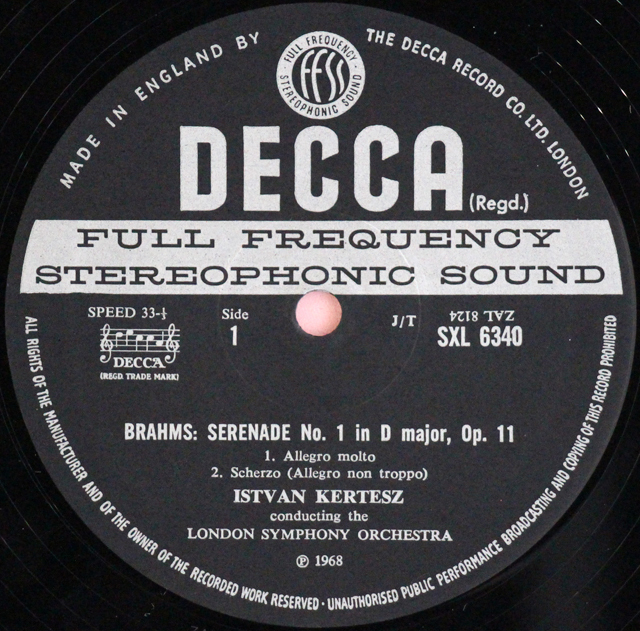 MADE IN ENGLAND BY THE DECCA RECORD CO. LTD. LONDON
FULL FREQUENCY
FFSS
STEREOPHONIC SOUND
DECCA (Regd.)
FULL FREQUENCY
STEREOPHONIC SOUND
SPEED 33-⅓
DECCA
(REGD. TRADE MARK)
Side
1
J/T
ZAL 8124
SXL 6340
BRAHMS: SERENADE No. 1 in D major, Op. 11
1. Allegro molto
2. Scherzo (Allegro non troppo)
ISTVAN KERTESZ
conducting the
LONDON SYMPHONY ORCHESTRA
℗ 1968
ALL RIGHTS OF THE MANUFACTURER AND OF THE OWNER OF THE RECORDED WORK RESERVED · UNAUTHORISED PUBLIC PERFORMANCE BROADCASTING AND COPYING OF THIS RECORD PROHIBITED